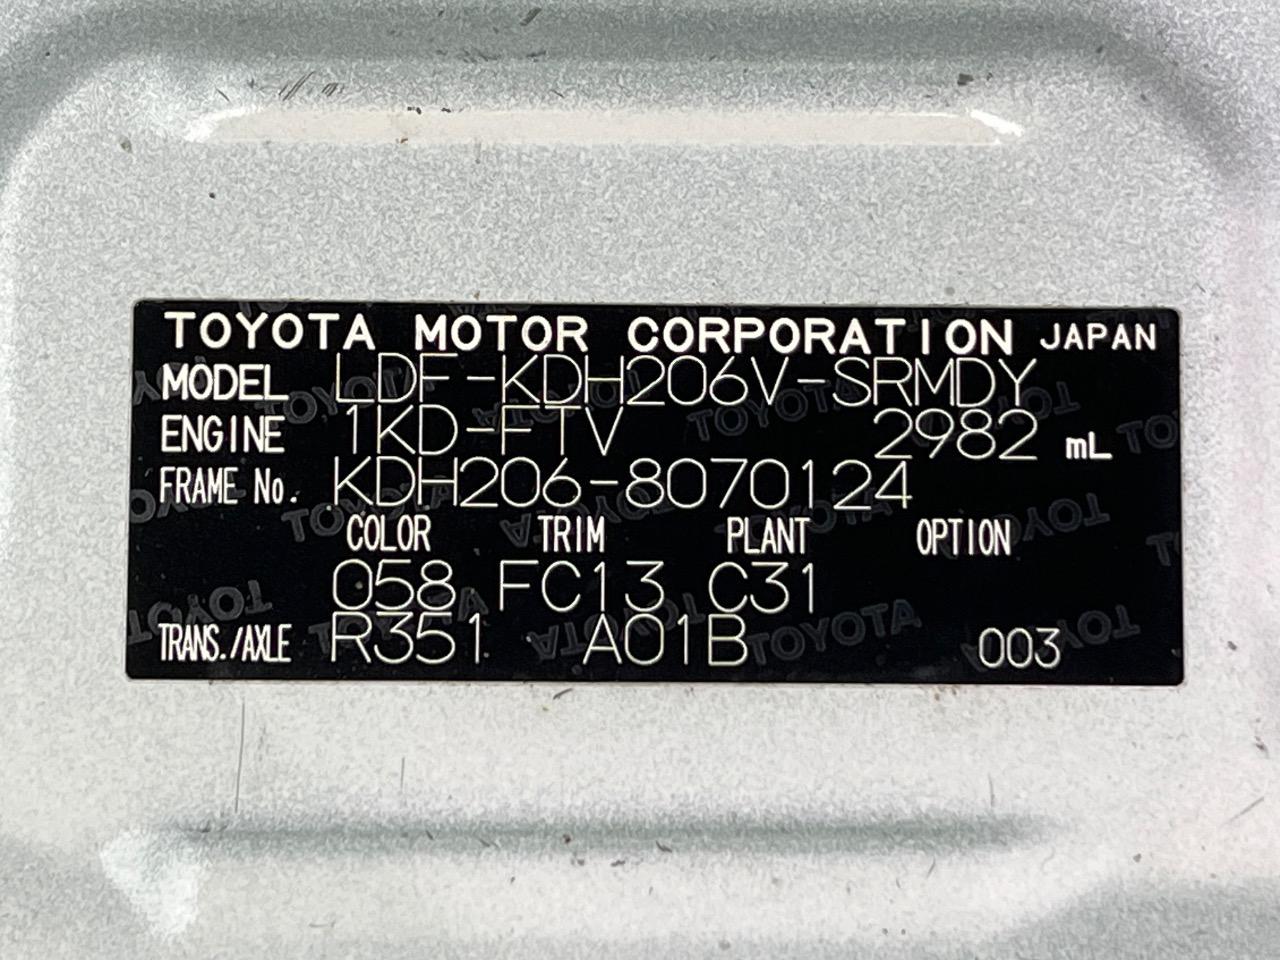 TOYOTA MOTOR CORPORATION JAPAN
MODEL LDF-KDH206V-SRMDY
ENGINE 1KD-FTV 2982 mL
FRAME No. KDH206-8070124
COLOR TRIM PLANT OPTION
058 FC13 C31
TRANS./AXLE R351 A01B 003